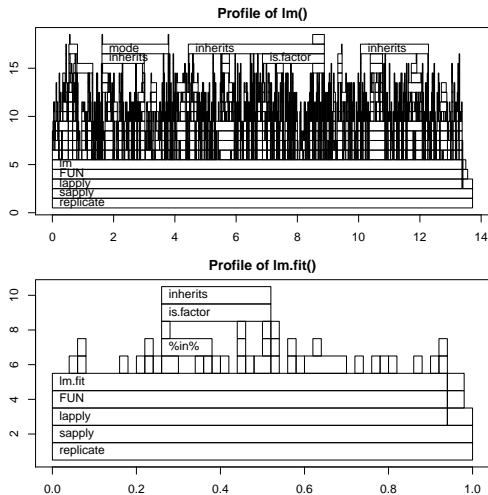 Profile of lm()
mode
inherits
inherits
inherits
is.factor
lm
FUN
lapply
sapply
replicate
0 5 10 15
0 2 4 6 8 10 12 14
Profile of lm.fit()
inherits
is.factor
%in%
lm.fit
FUN
lapply
sapply
replicate
2 4 6 8 10
0.0 0.2 0.4 0.6 0.8 1.0